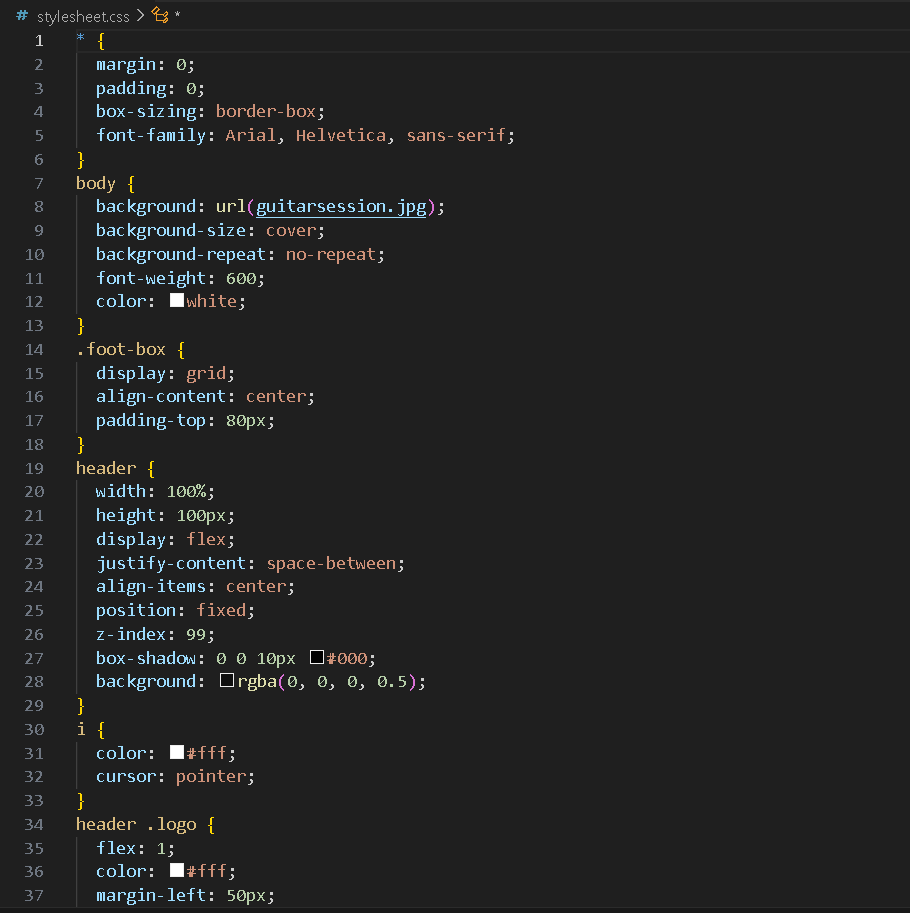 # stylesheet.css > *
1 * {
2 margin: 0;
3 padding: 0;
4 box-sizing: border-box;
5 font-family: Arial, Helvetica, sans-serif;
6 }
7 body {
8 background: url(guitarsession.jpg);
9 background-size: cover;
10 background-repeat: no-repeat;
11 font-weight: 600;
12 color: white;
13 }
14 .foot-box {
15 display: grid;
16 align-content: center;
17 padding-top: 80px;
18 }
19 header {
20 width: 100%;
21 height: 100px;
22 display: flex;
23 justify-content: space-between;
24 align-items: center;
25 position: fixed;
26 z-index: 99;
27 box-shadow: 0 0 10px #000;
28 background: rgba(0, 0, 0, 0.5);
29 }
30 i {
31 color: #fff;
32 cursor: pointer;
33 }
34 header .logo {
35 flex: 1;
36 color: #fff;
37 margin-left: 50px;